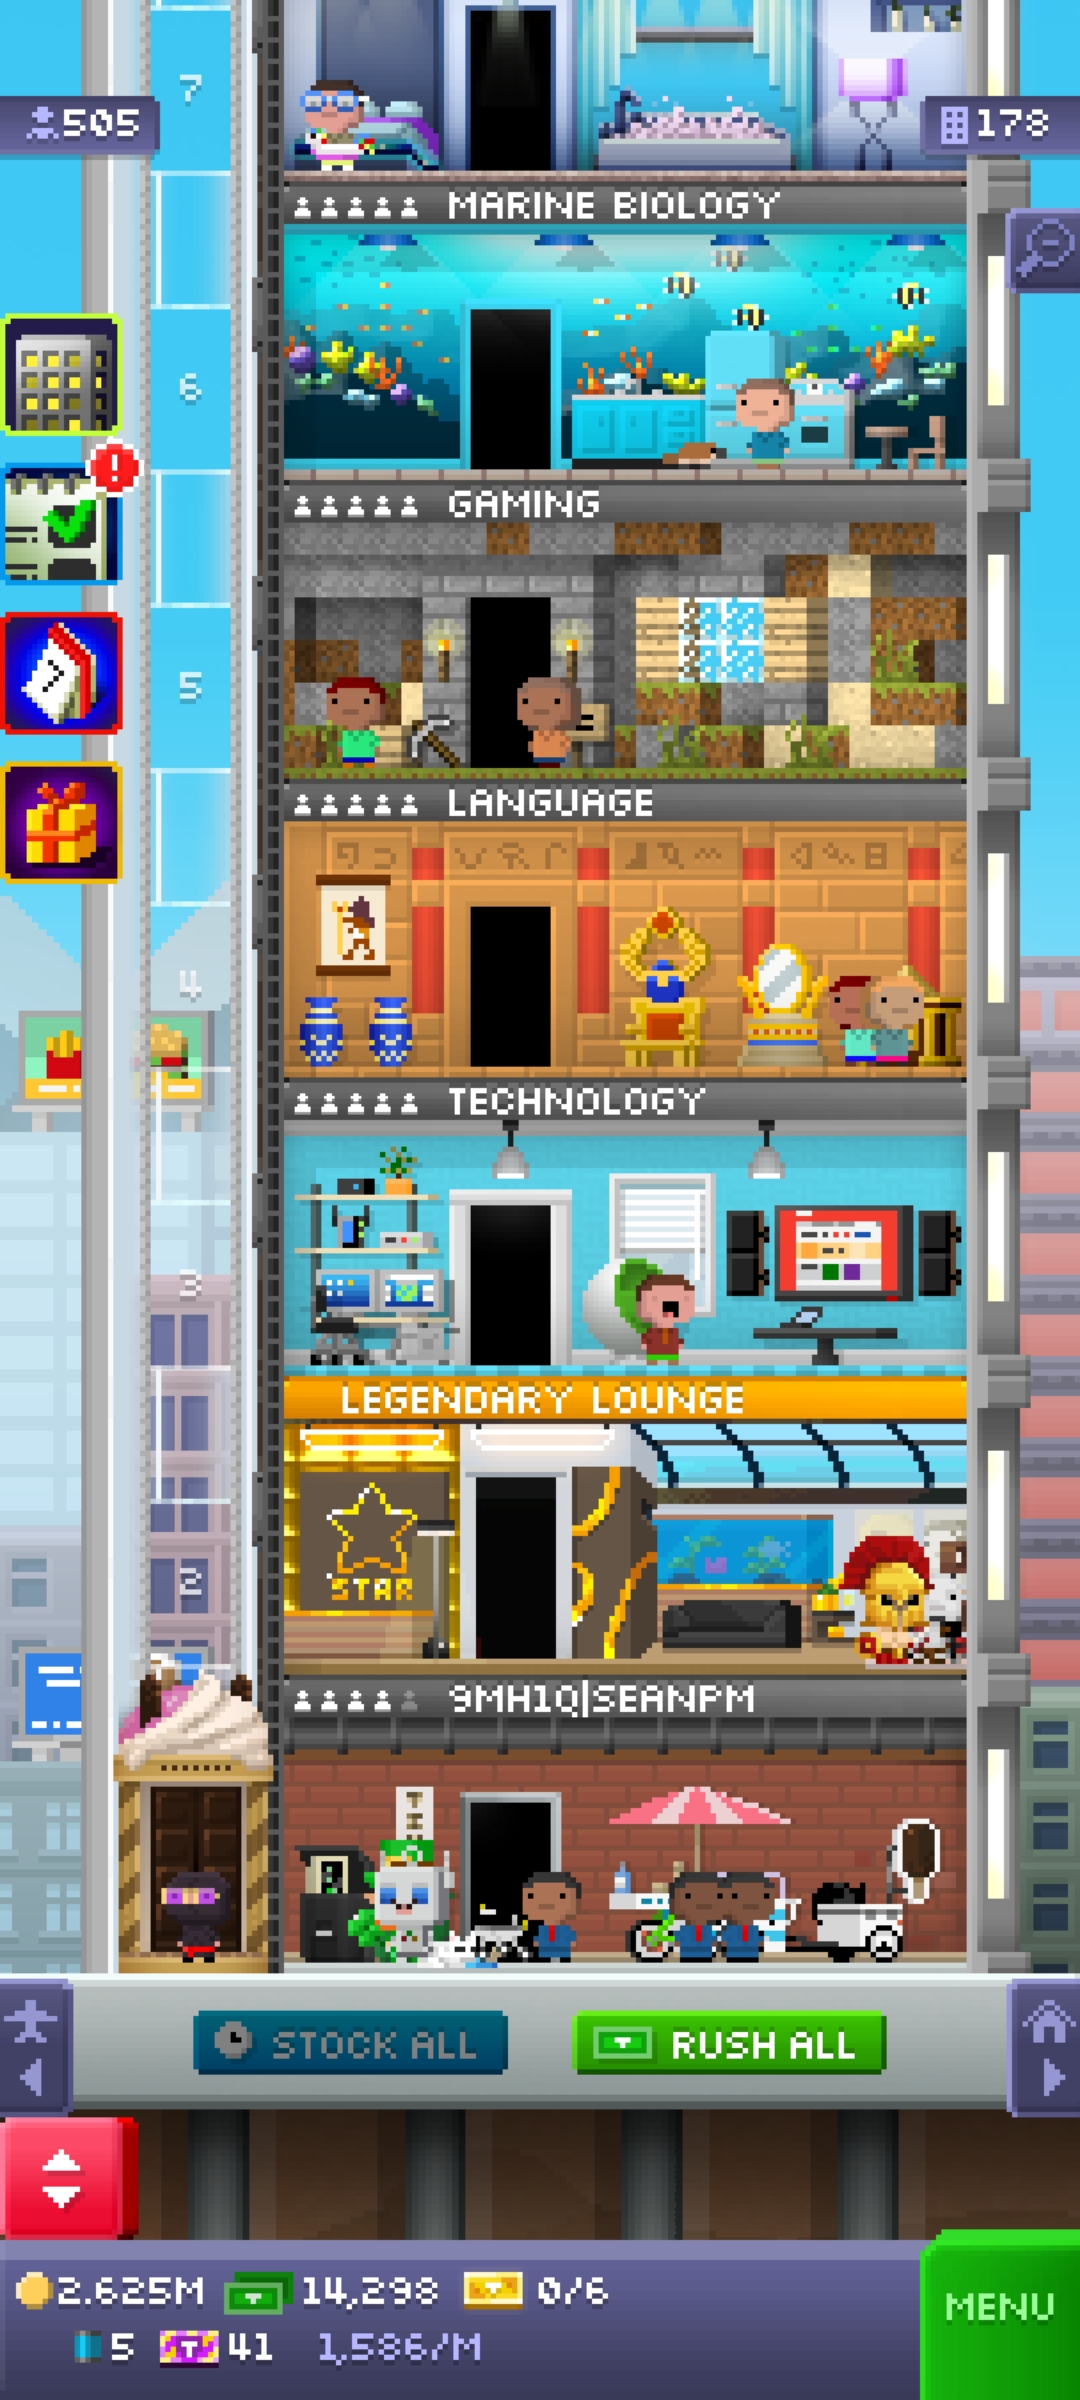 7
505
178
MARINE BIOLOGY
6
GAMING
5
LANGUAGE
4
TECHNOLOGY
3
LEGENDARY LOUNGE
STAR
2
9MH1Q|SEANPM
STOCK ALL
RUSH ALL
2.625M
14,298
0/6
MENU
5
41
1,586/M